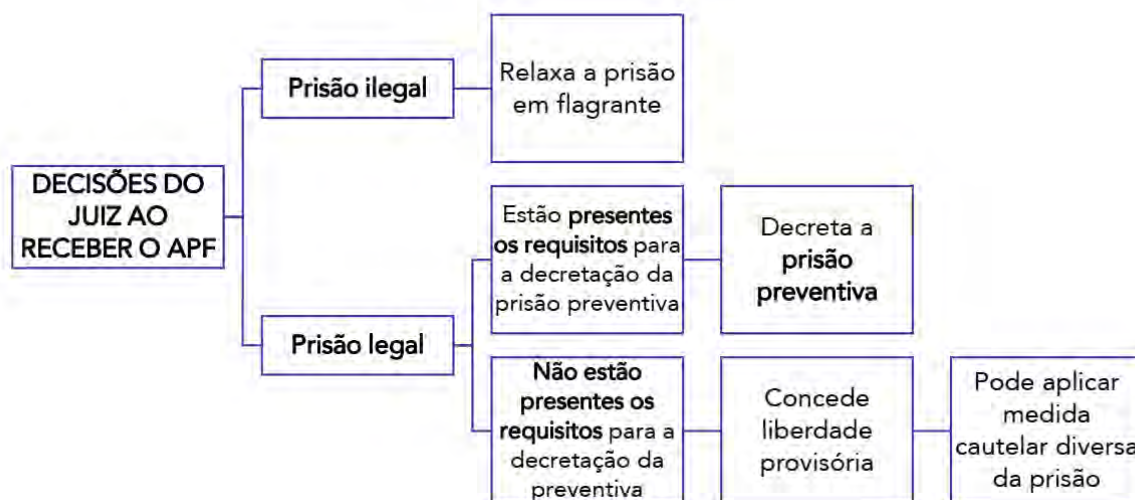 Prisão ilegal
Relaxa a prisão
em flagrante
DECISÕES DO
JUIZ AO
RECEBER O APF
Prisão legal
Estão presentes
os requisitos para
a decretação da
prisão preventiva
Decreta a
prisão
preventiva
Não estão
presentes os
requisitos para a
decretação da
preventiva
Concede
liberdade
provisória
Pode aplicar
medida
cautelar diversa
da prisão